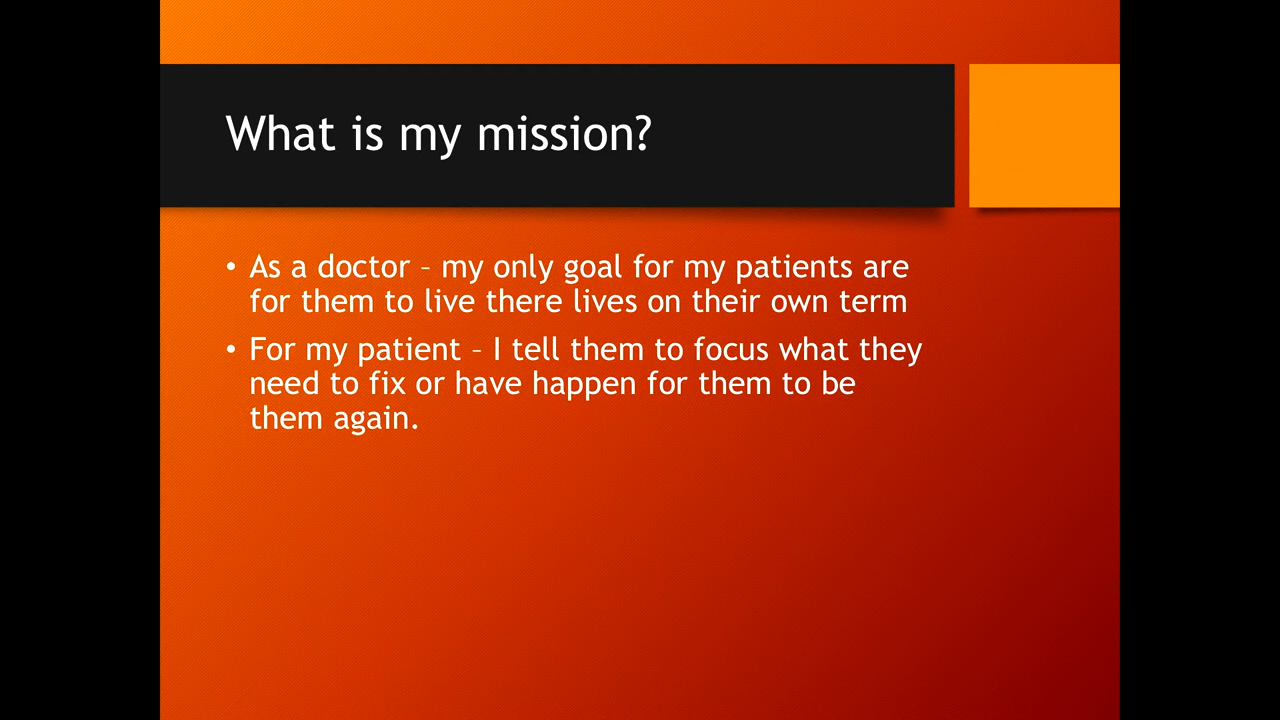 What is my mission?
• As a doctor – my only goal for my patients are
for them to live there lives on their own term
• For my patient – I tell them to focus what they
need to fix or have happen for them to be
them again.